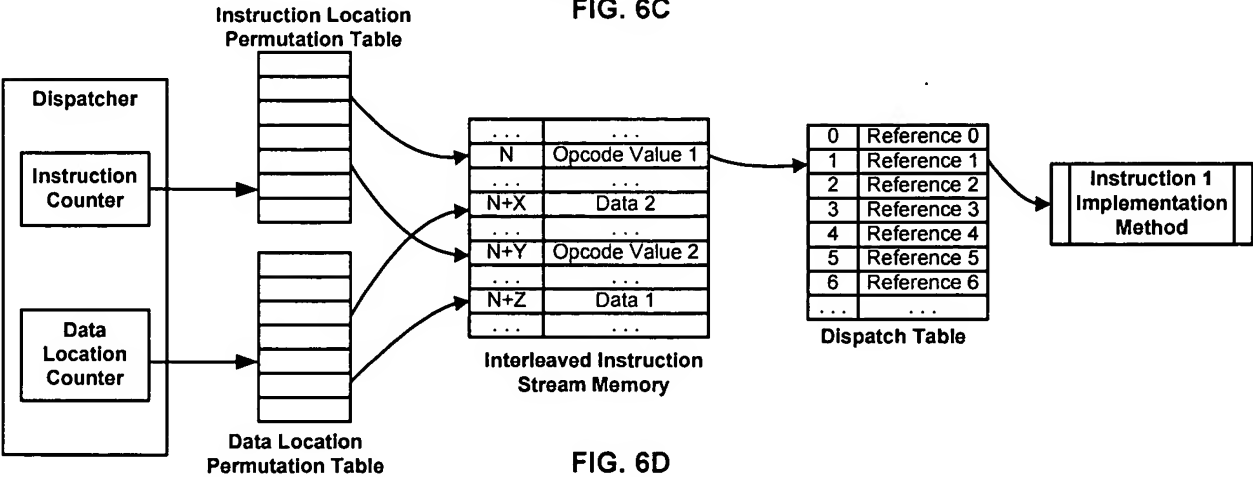 FIG. 6C
Instruction Location
Permutation Table
Dispatcher
Instruction
Counter
Data
Location
Counter
Data Location
Permutation Table
. . . . . .
N Opcode Value 1
. . . . . .
N+X Data 2
. . . . . .
N+Y Opcode Value 2
. . . . . .
N+Z Data 1
. . . . . .
Interleaved Instruction
Stream Memory
0 Reference 0
1 Reference 1
2 Reference 2
3 Reference 3
4 Reference 4
5 Reference 5
6 Reference 6
. . . . . .
Dispatch Table
Instruction 1
Implementation
Method
FIG. 6D